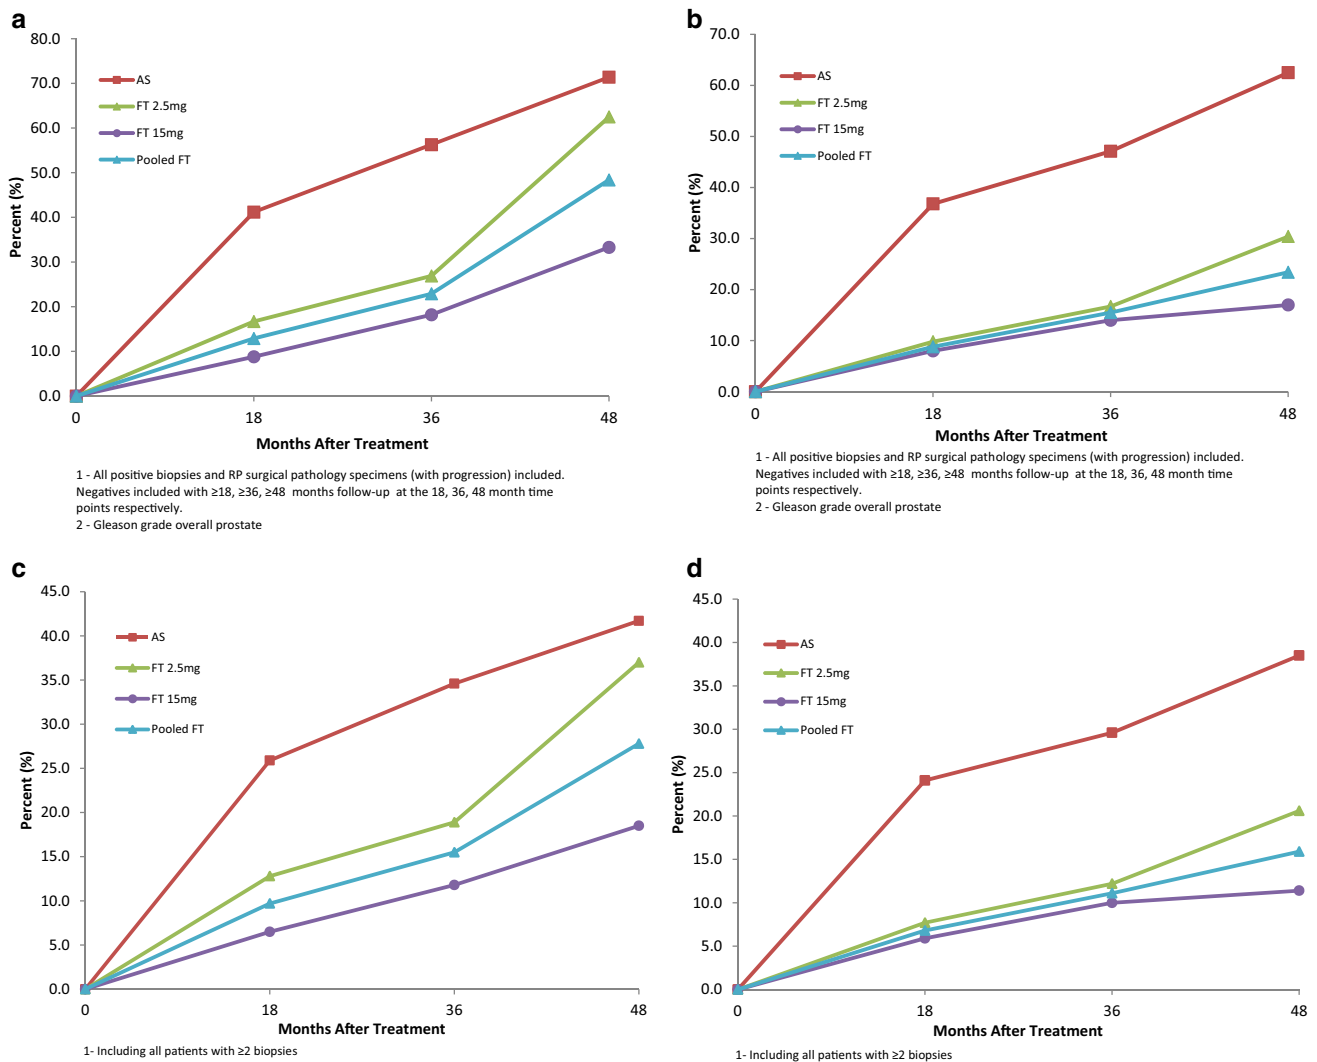 a
80.0
70.0
60.0
50.0
40.0
30.0
20.0
10.0
0.0
Percent (%)
AS
FT 2.5mg
FT 15mg
Pooled FT
0 18 36 48
Months After Treatment
1 - All positive biopsies and RP surgical pathology specimens (with progression) included.
Negatives included with ≥18, ≥36, ≥48 months follow-up at the 18, 36, 48 month time
points respectively.
2 - Gleason grade overall prostate
b
70.0
60.0
50.0
40.0
30.0
20.0
10.0
0.0
Percent (%)
AS
FT 2.5mg
FT 15mg
Pooled FT
0 18 36 48
Months After Treatment
1 - All positive biopsies and RP surgical pathology specimens (with progression) included.
Negatives included with ≥18, ≥36, ≥48 months follow-up at the 18, 36, 48 month time
points respectively.
2 - Gleason grade overall prostate
c
45.0
40.0
35.0
30.0
25.0
20.0
15.0
10.0
5.0
0.0
Percent (%)
AS
FT 2.5mg
FT 15mg
Pooled FT
0 18 36 48
Months After Treatment
1- Including all patients with ≥2 biopsies
d
45.0
40.0
35.0
30.0
25.0
20.0
15.0
10.0
5.0
0.0
Percent (%)
AS
FT 2.5mg
FT 15mg
Pooled FT
0 18 36 48
Months After Treatment
1- Including all patients with ≥2 biopsies